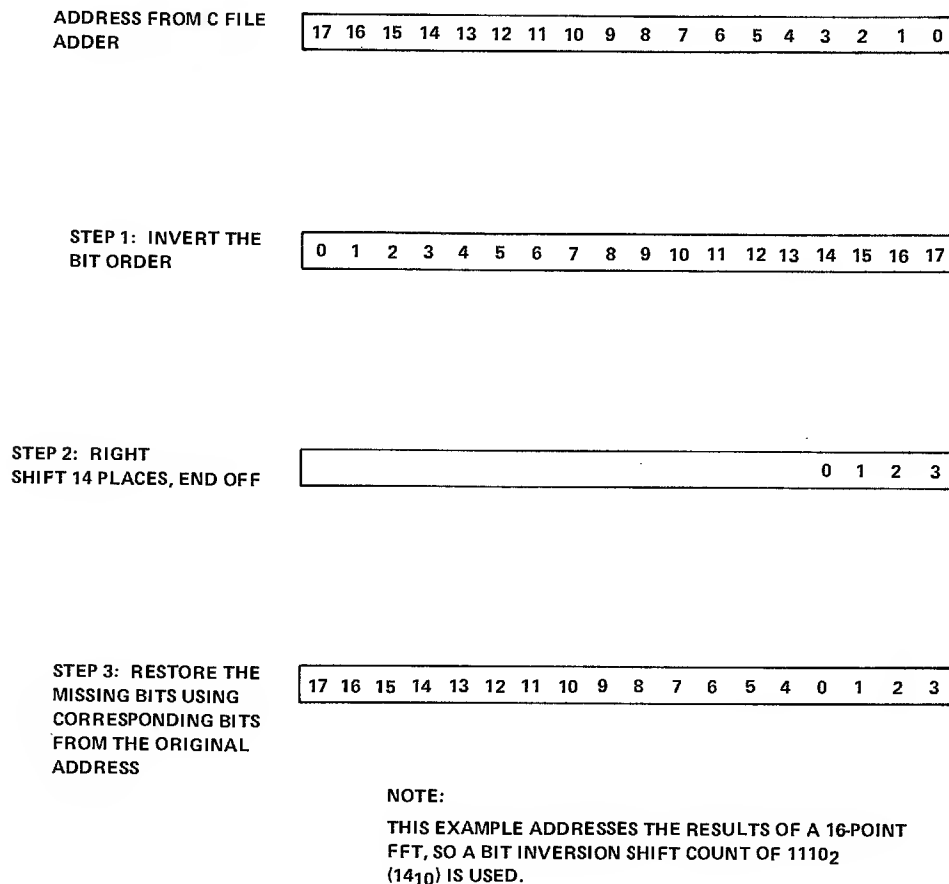 ADDRESS FROM C FILE
ADDER
17 16 15 14 13 12 11 10 9 8 7 6 5 4 3 2 1 0
STEP 1: INVERT THE
BIT ORDER
0 1 2 3 4 5 6 7 8 9 10 11 12 13 14 15 16 17
STEP 2: RIGHT
SHIFT 14 PLACES, END OFF
0 1 2 3
STEP 3: RESTORE THE
MISSING BITS USING
CORRESPONDING BITS
FROM THE ORIGINAL
ADDRESS
17 16 15 14 13 12 11 10 9 8 7 6 5 4 0 1 2 3
NOTE:
THIS EXAMPLE ADDRESSES THE RESULTS OF A 16-POINT
FFT, SO A BIT INVERSION SHIFT COUNT OF 1110₂
(14₁₀) IS USED.